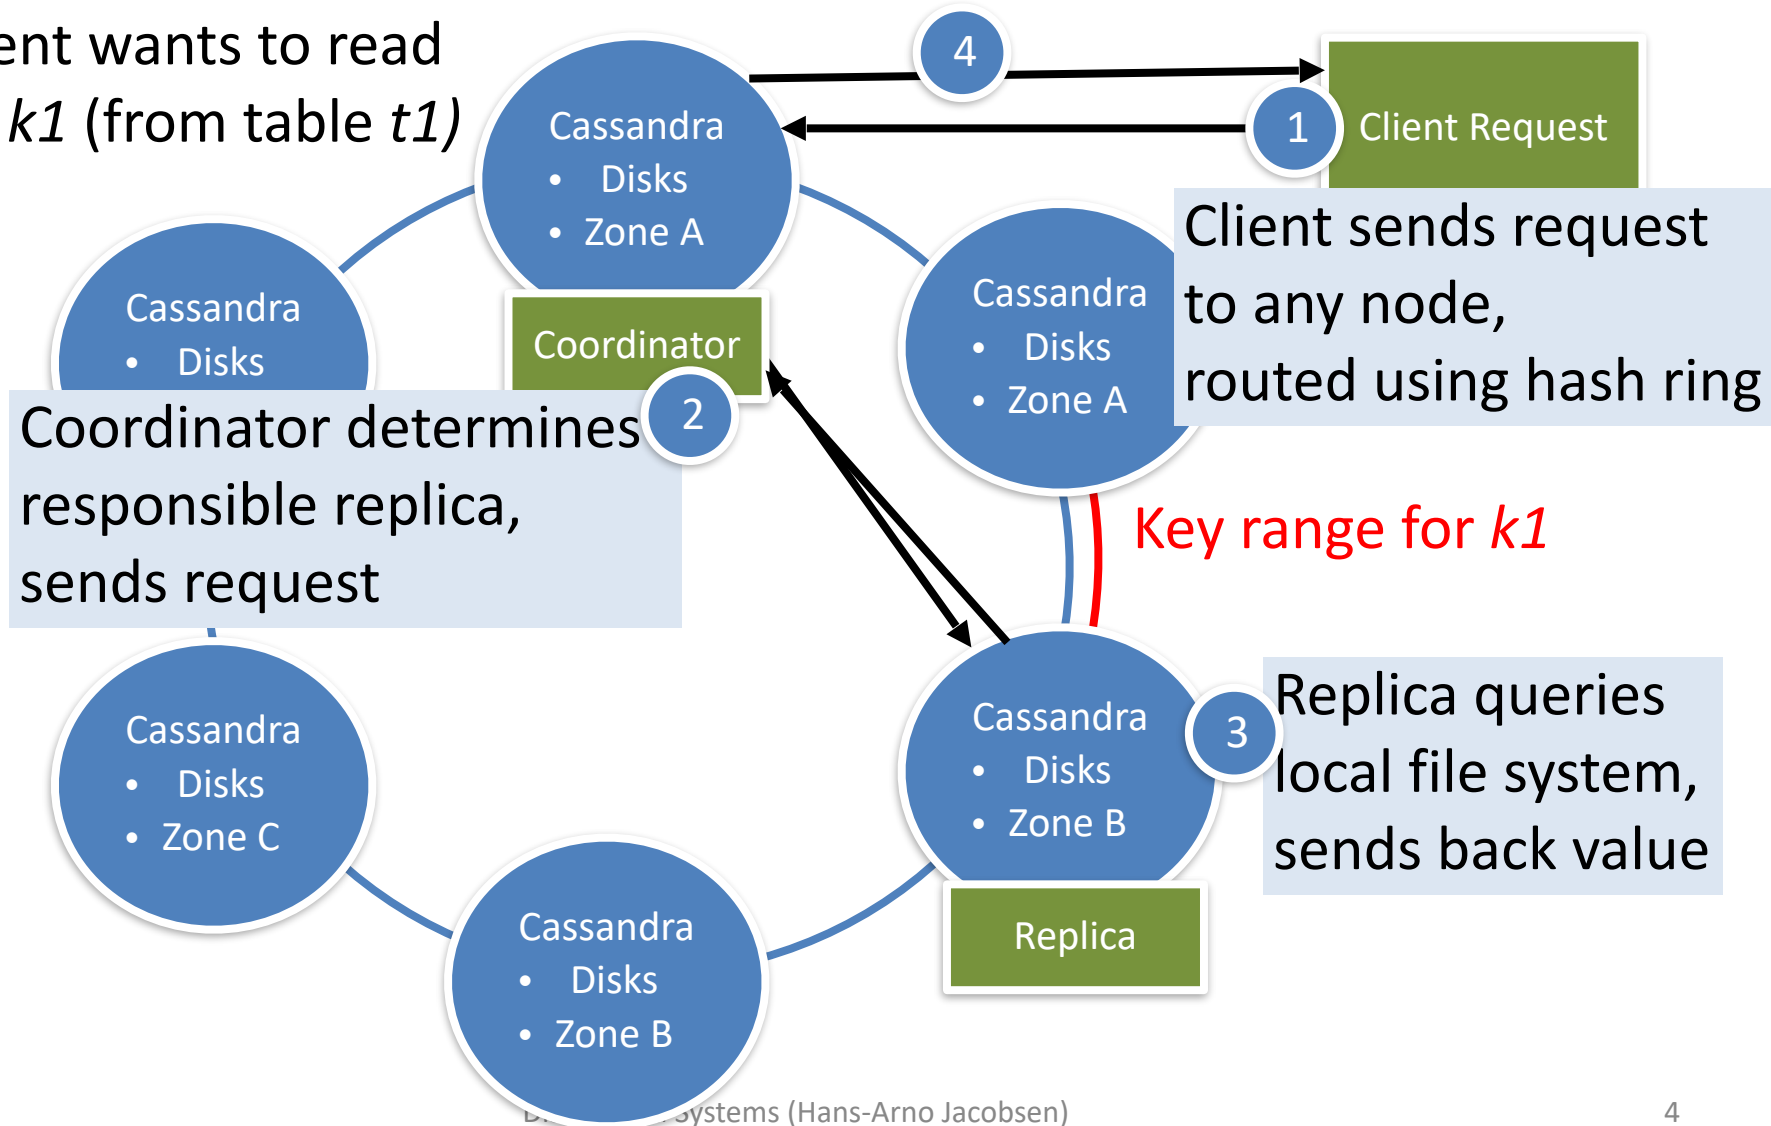 ent wants to read
k1 (from table t1)
4
1
Client Request
Cassandra
• Disks
• Zone A
Client sends request
to any node,
routed using hash ring
Cassandra
• Disks
• Zone A
Cassandra
• Disks
Coordinator
2
Coordinator determines
responsible replica,
sends request
Key range for k1
Cassandra
• Disks
• Zone C
Cassandra
• Disks
• Zone B
3
Replica queries
local file system,
sends back value
Replica
Cassandra
• Disks
• Zone B
Systems (Hans-Arno Jacobsen)
4